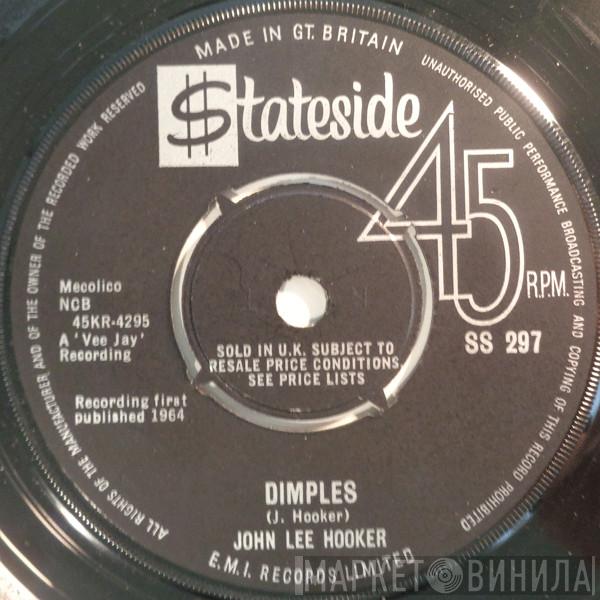 MADE IN GT. BRITAIN
$tateside
45
R.P.M.
SS 297
Mecolico
NCB
45KR-4295
A 'Vee Jay'
Recording
Recording first
published 1964
SOLD IN U.K. SUBJECT TO
RESALE PRICE CONDITIONS,
SEE PRICE LISTS
DIMPLES
(J. Hooker)
JOHN LEE HOOKER
E.M.I. RECORDS LIMITED
ALL RIGHTS OF THE MANUFACTURER AND OF THE OWNER OF THE RECORDED WORK RESERVED
UNAUTHORISED PUBLIC PERFORMANCE BROADCASTING AND COPYING OF THIS RECORD PROHIBITED
МАРКЕТ ВИНИЛА